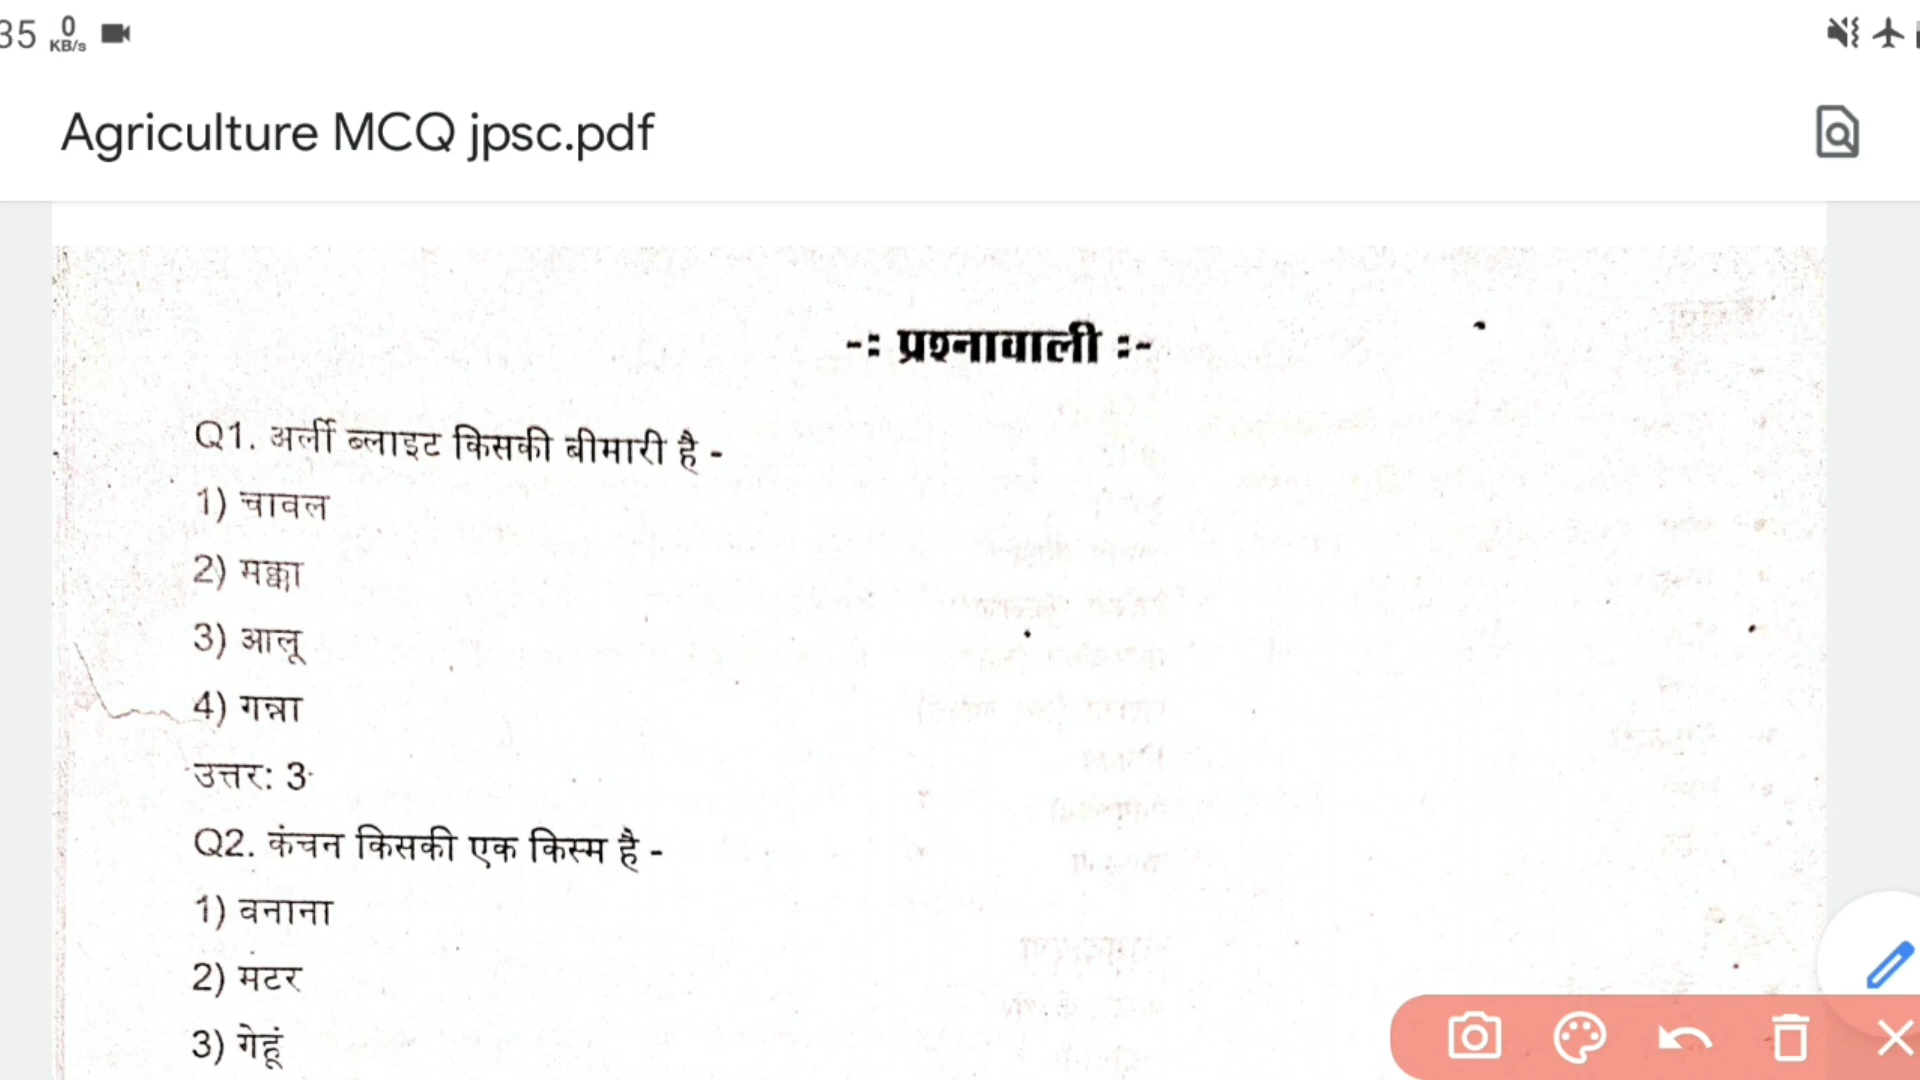 35 0 KB/s
Agriculture MCQ jpsc.pdf
-: प्रश्नावाली :-
Q1. अर्ली ब्लाइट किसकी बीमारी है -
1) चावल
2) मक्का
3) आलू
4) गन्ना
उत्तर: 3
Q2. कंचन किसकी एक किस्म है -
1) वनाना
2) मटर
3) गेहूं